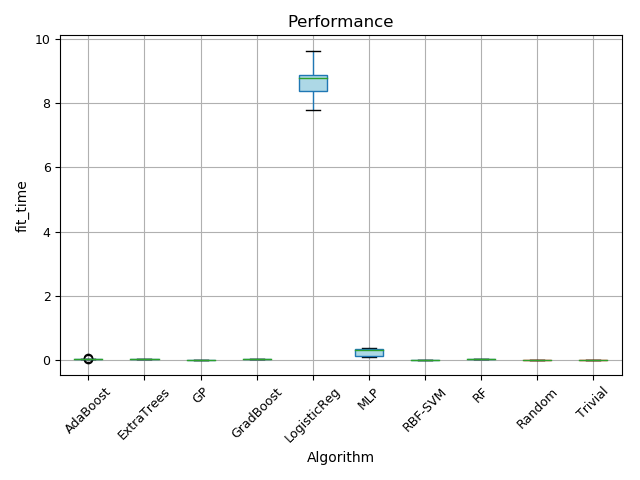 Performance
10
8
6
4
2
0
fit_time
AdaBoost
ExtraTrees
GP
GradBoost
LogisticReg
MLP
RBF-SVM
RF
Random
Trivial
Algorithm